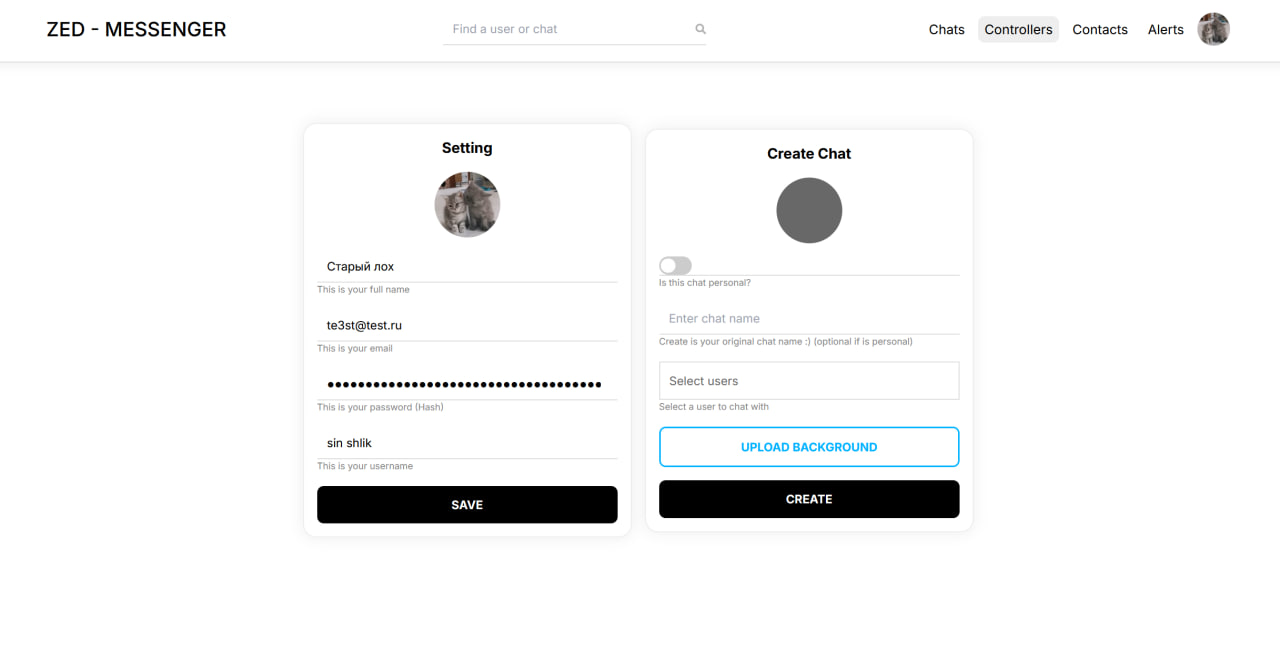 ZED - MESSENGER
Find a user or chat
Chats
Controllers
Contacts
Alerts
Setting
Старый лох
This is your full name
te3st@test.ru
This is your email
●●●●●●●●●●●●●●●●●●●●●●●●●●●●●●●●●●●●
This is your password (Hash)
sin shlik
This is your username
SAVE
Create Chat
Is this chat personal?
Enter chat name
Create is your original chat name :) (optional if is personal)
Select users
Select a user to chat with
UPLOAD BACKGROUND
CREATE